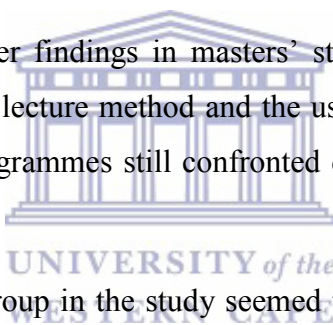 er findings in masters’ st
lecture method and the us
grammes still confronted
UNIVERSITY of the
roup in the study seemed
WESTERN CAPE